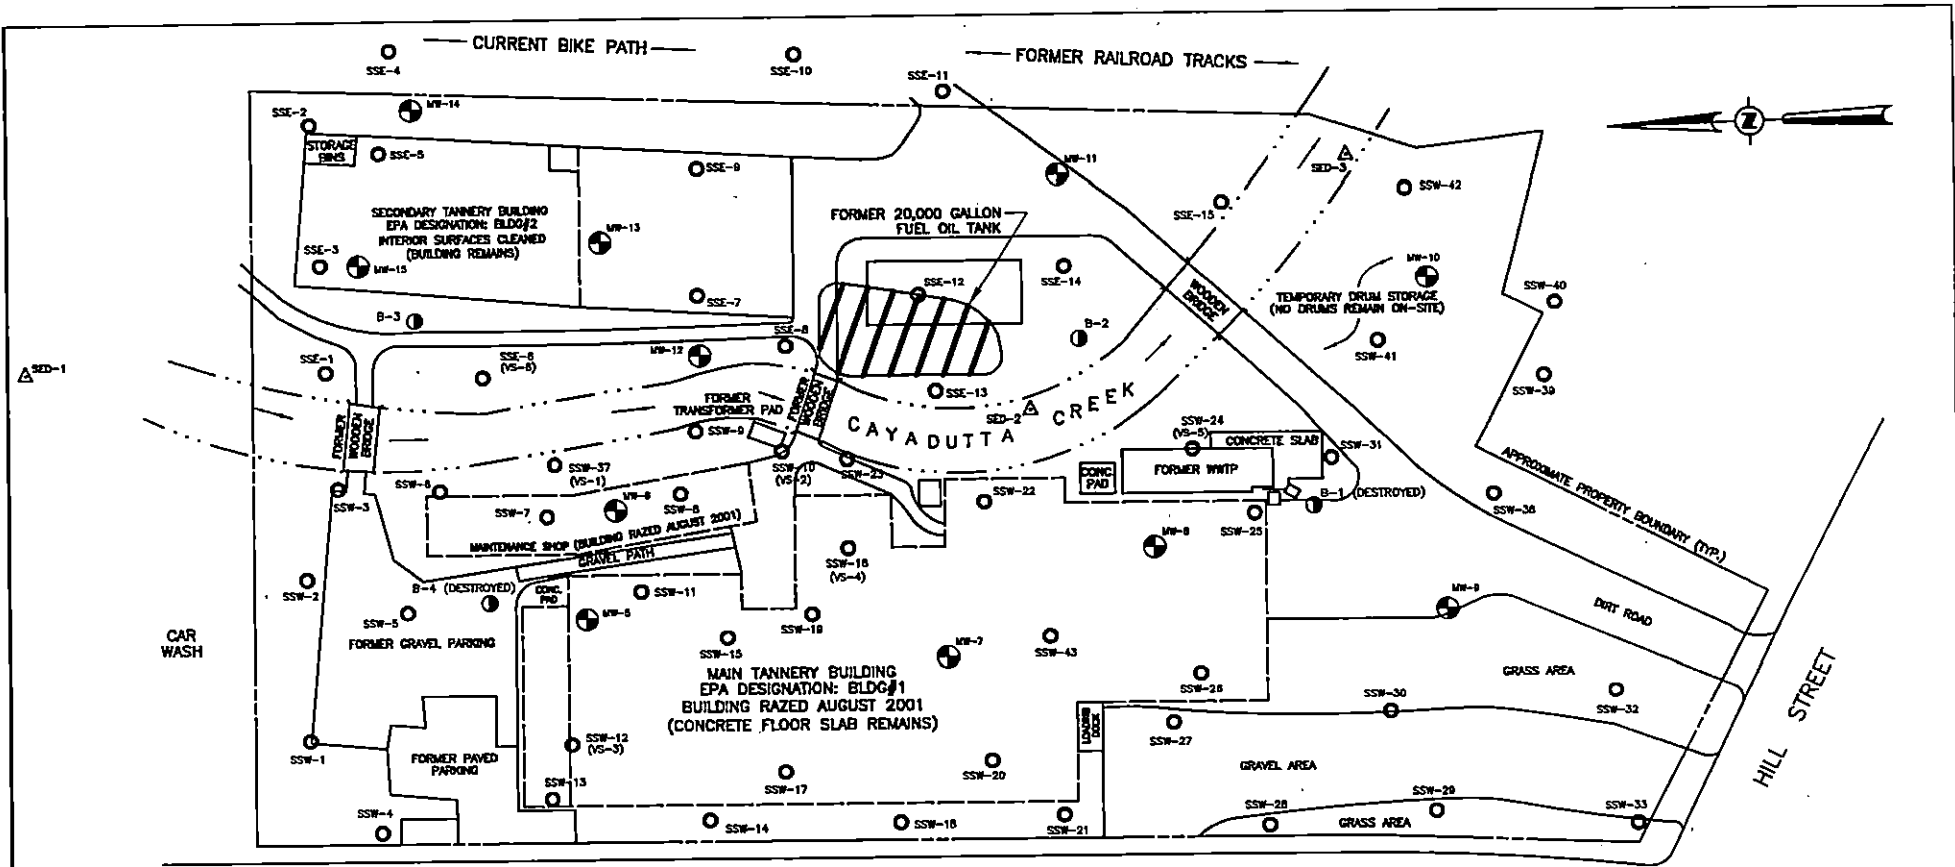 CURRENT BIKE PATH
FORMER RAILROAD TRACKS
SSE-4
SSE-10
SSE-11
MW-14
SSE-2
STORAGE
BINS
SSE-5
SSE-9
MW-11
SED-3
SSW-42
SECONDARY TANNERY BUILDING
EPA DESIGNATION: BLDG#2
INTERIOR SURFACES CLEANED
(BUILDING REMAINS)
MW-13
FORMER 20,000 GALLON
FUEL OIL TANK
SSE-15
SSE-3
MW-15
SSE-7
SSE-12
SSE-14
WOODEN
BRIDGE
MW-10
TEMPORARY DRUM STORAGE
(NO DRUMS REMAIN ON-SITE)
SSW-40
B-3
SSE-8
B-2
SSW-41
SED-1
SSE-1
SSE-6
(VS-6)
MW-12
SSW-39
FORMER
WOODEN
BRIDGE
FORMER
TRANSFORMER PAD
FORMER
WOODEN
BRIDGE
SSE-13
SED-2
CAYADUTTA CREEK
SSW-9
SSW-24
(VS-5)
CONCRETE SLAB
SSW-31
APPROXIMATE PROPERTY BOUNDARY (TYP.)
SSW-37
(VS-1)
SSW-10
(VS-2)
SSW-23
CONC.
PAD
FORMER WWTP
SSW-3
SSW-6
SSW-7
MW-6
SSW-8
SSW-22
B-1 (DESTROYED)
SSW-38
MAINTENANCE SHOP (BUILDING RAZED AUGUST 2001)
GRAVEL PATH
SSW-16
(VS-4)
MW-8
SSW-25
SSW-2
B-4 (DESTROYED)
CONC.
PAD
SSW-11
MW-9
DIRT ROAD
SSW-5
MW-5
SSW-19
CAR
WASH
FORMER GRAVEL PARKING
SSW-15
MW-7
SSW-43
MAIN TANNERY BUILDING
EPA DESIGNATION: BLDG#1
BUILDING RAZED AUGUST 2001
(CONCRETE FLOOR SLAB REMAINS)
SSW-26
GRASS AREA
SSW-30
SSW-32
HILL STREET
LOADING
DOCK
SSW-27
SSW-1
FORMER PAVED
PARKING
SSW-12
(VS-3)
SSW-13
SSW-17
SSW-20
GRAVEL AREA
SSW-4
SSW-14
SSW-18
SSW-21
SSW-28
SSW-29
SSW-33
GRASS AREA